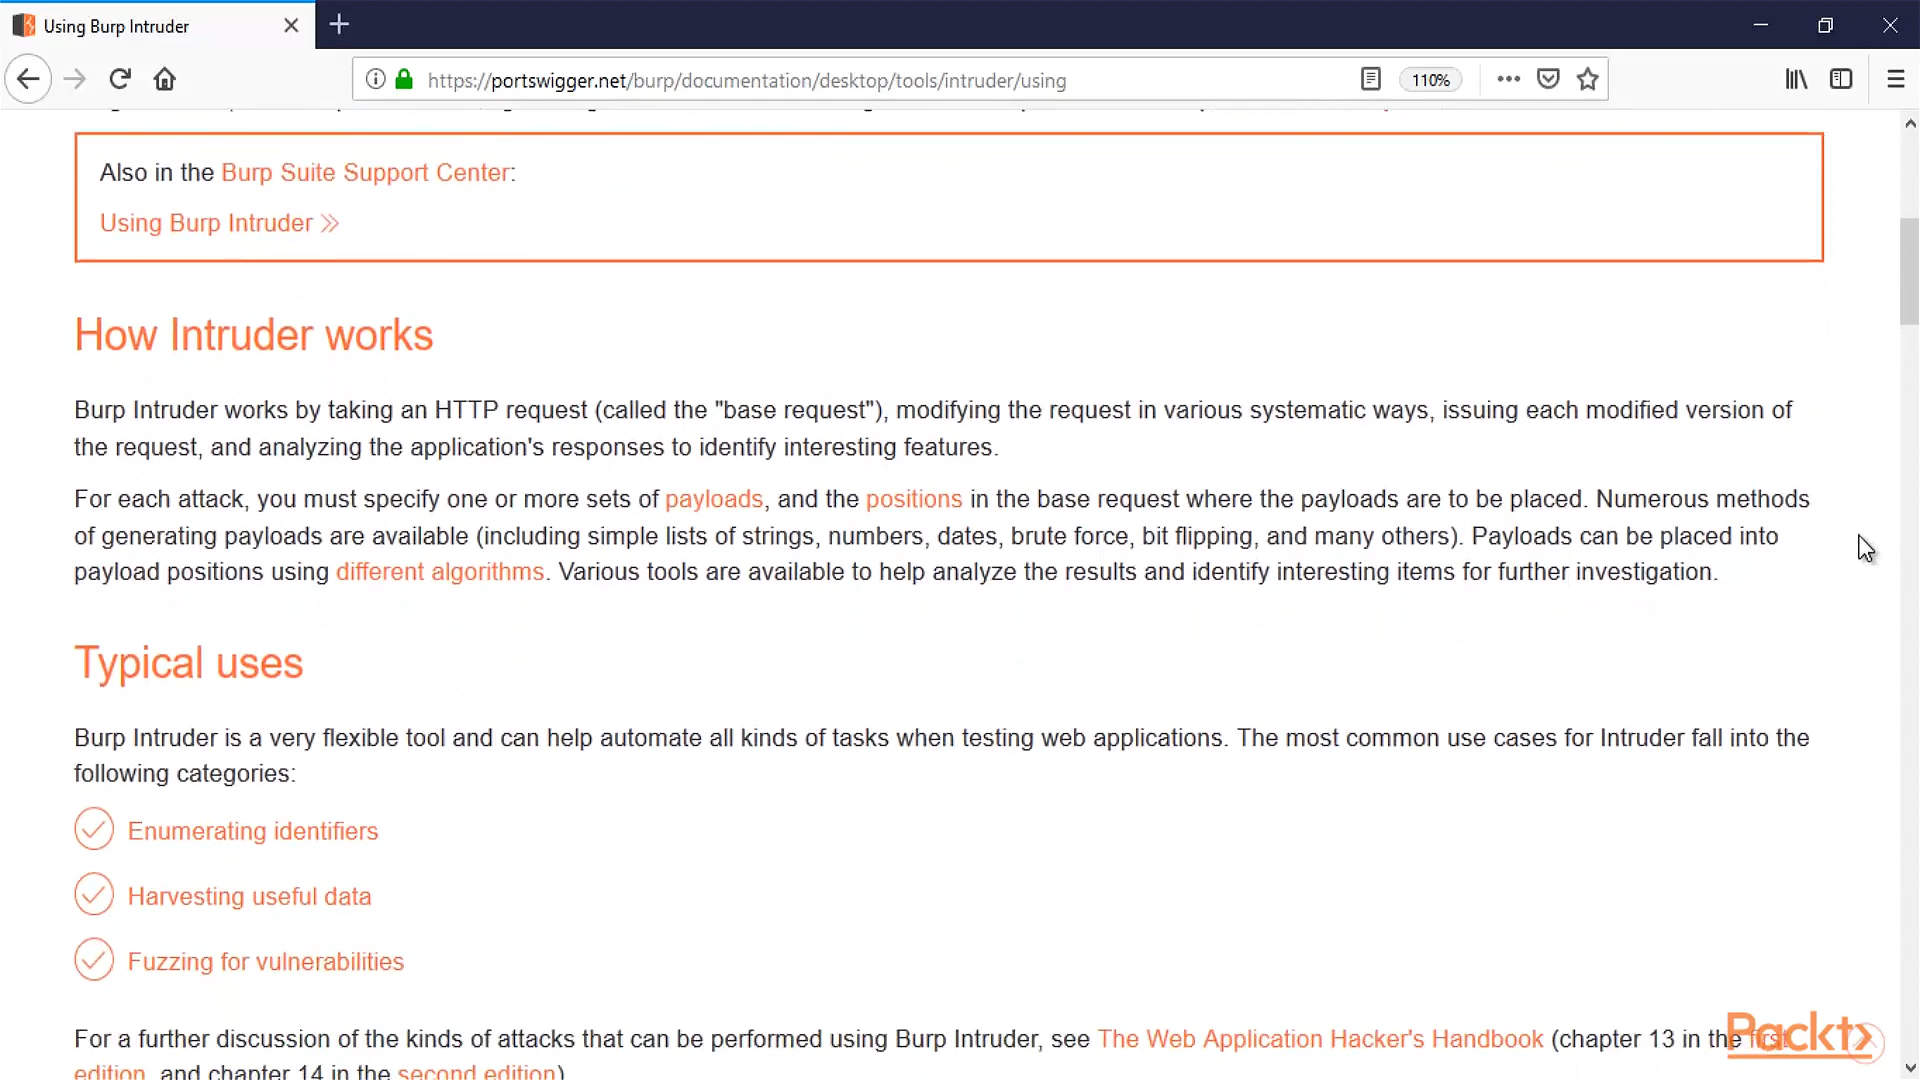 Using Burp Intruder
https://portswigger.net/burp/documentation/desktop/tools/intruder/using
110%
Also in the Burp Suite Support Center:
Using Burp Intruder
How Intruder works
Burp Intruder works by taking an HTTP request (called the "base request"), modifying the request in various systematic ways, issuing each modified version of
the request, and analyzing the application's responses to identify interesting features.
For each attack, you must specify one or more sets of payloads, and the positions in the base request where the payloads are to be placed. Numerous methods
of generating payloads are available (including simple lists of strings, numbers, dates, brute force, bit flipping, and many others). Payloads can be placed into
payload positions using different algorithms. Various tools are available to help analyze the results and identify interesting items for further investigation.
Typical uses
Burp Intruder is a very flexible tool and can help automate all kinds of tasks when testing web applications. The most common use cases for Intruder fall into the
following categories:
Enumerating identifiers
Harvesting useful data
Fuzzing for vulnerabilities
For a further discussion of the kinds of attacks that can be performed using Burp Intruder, see The Web Application Hacker's Handbook (chapter 13 in the first
edition, and chapter 14 in the second edition)
Packt